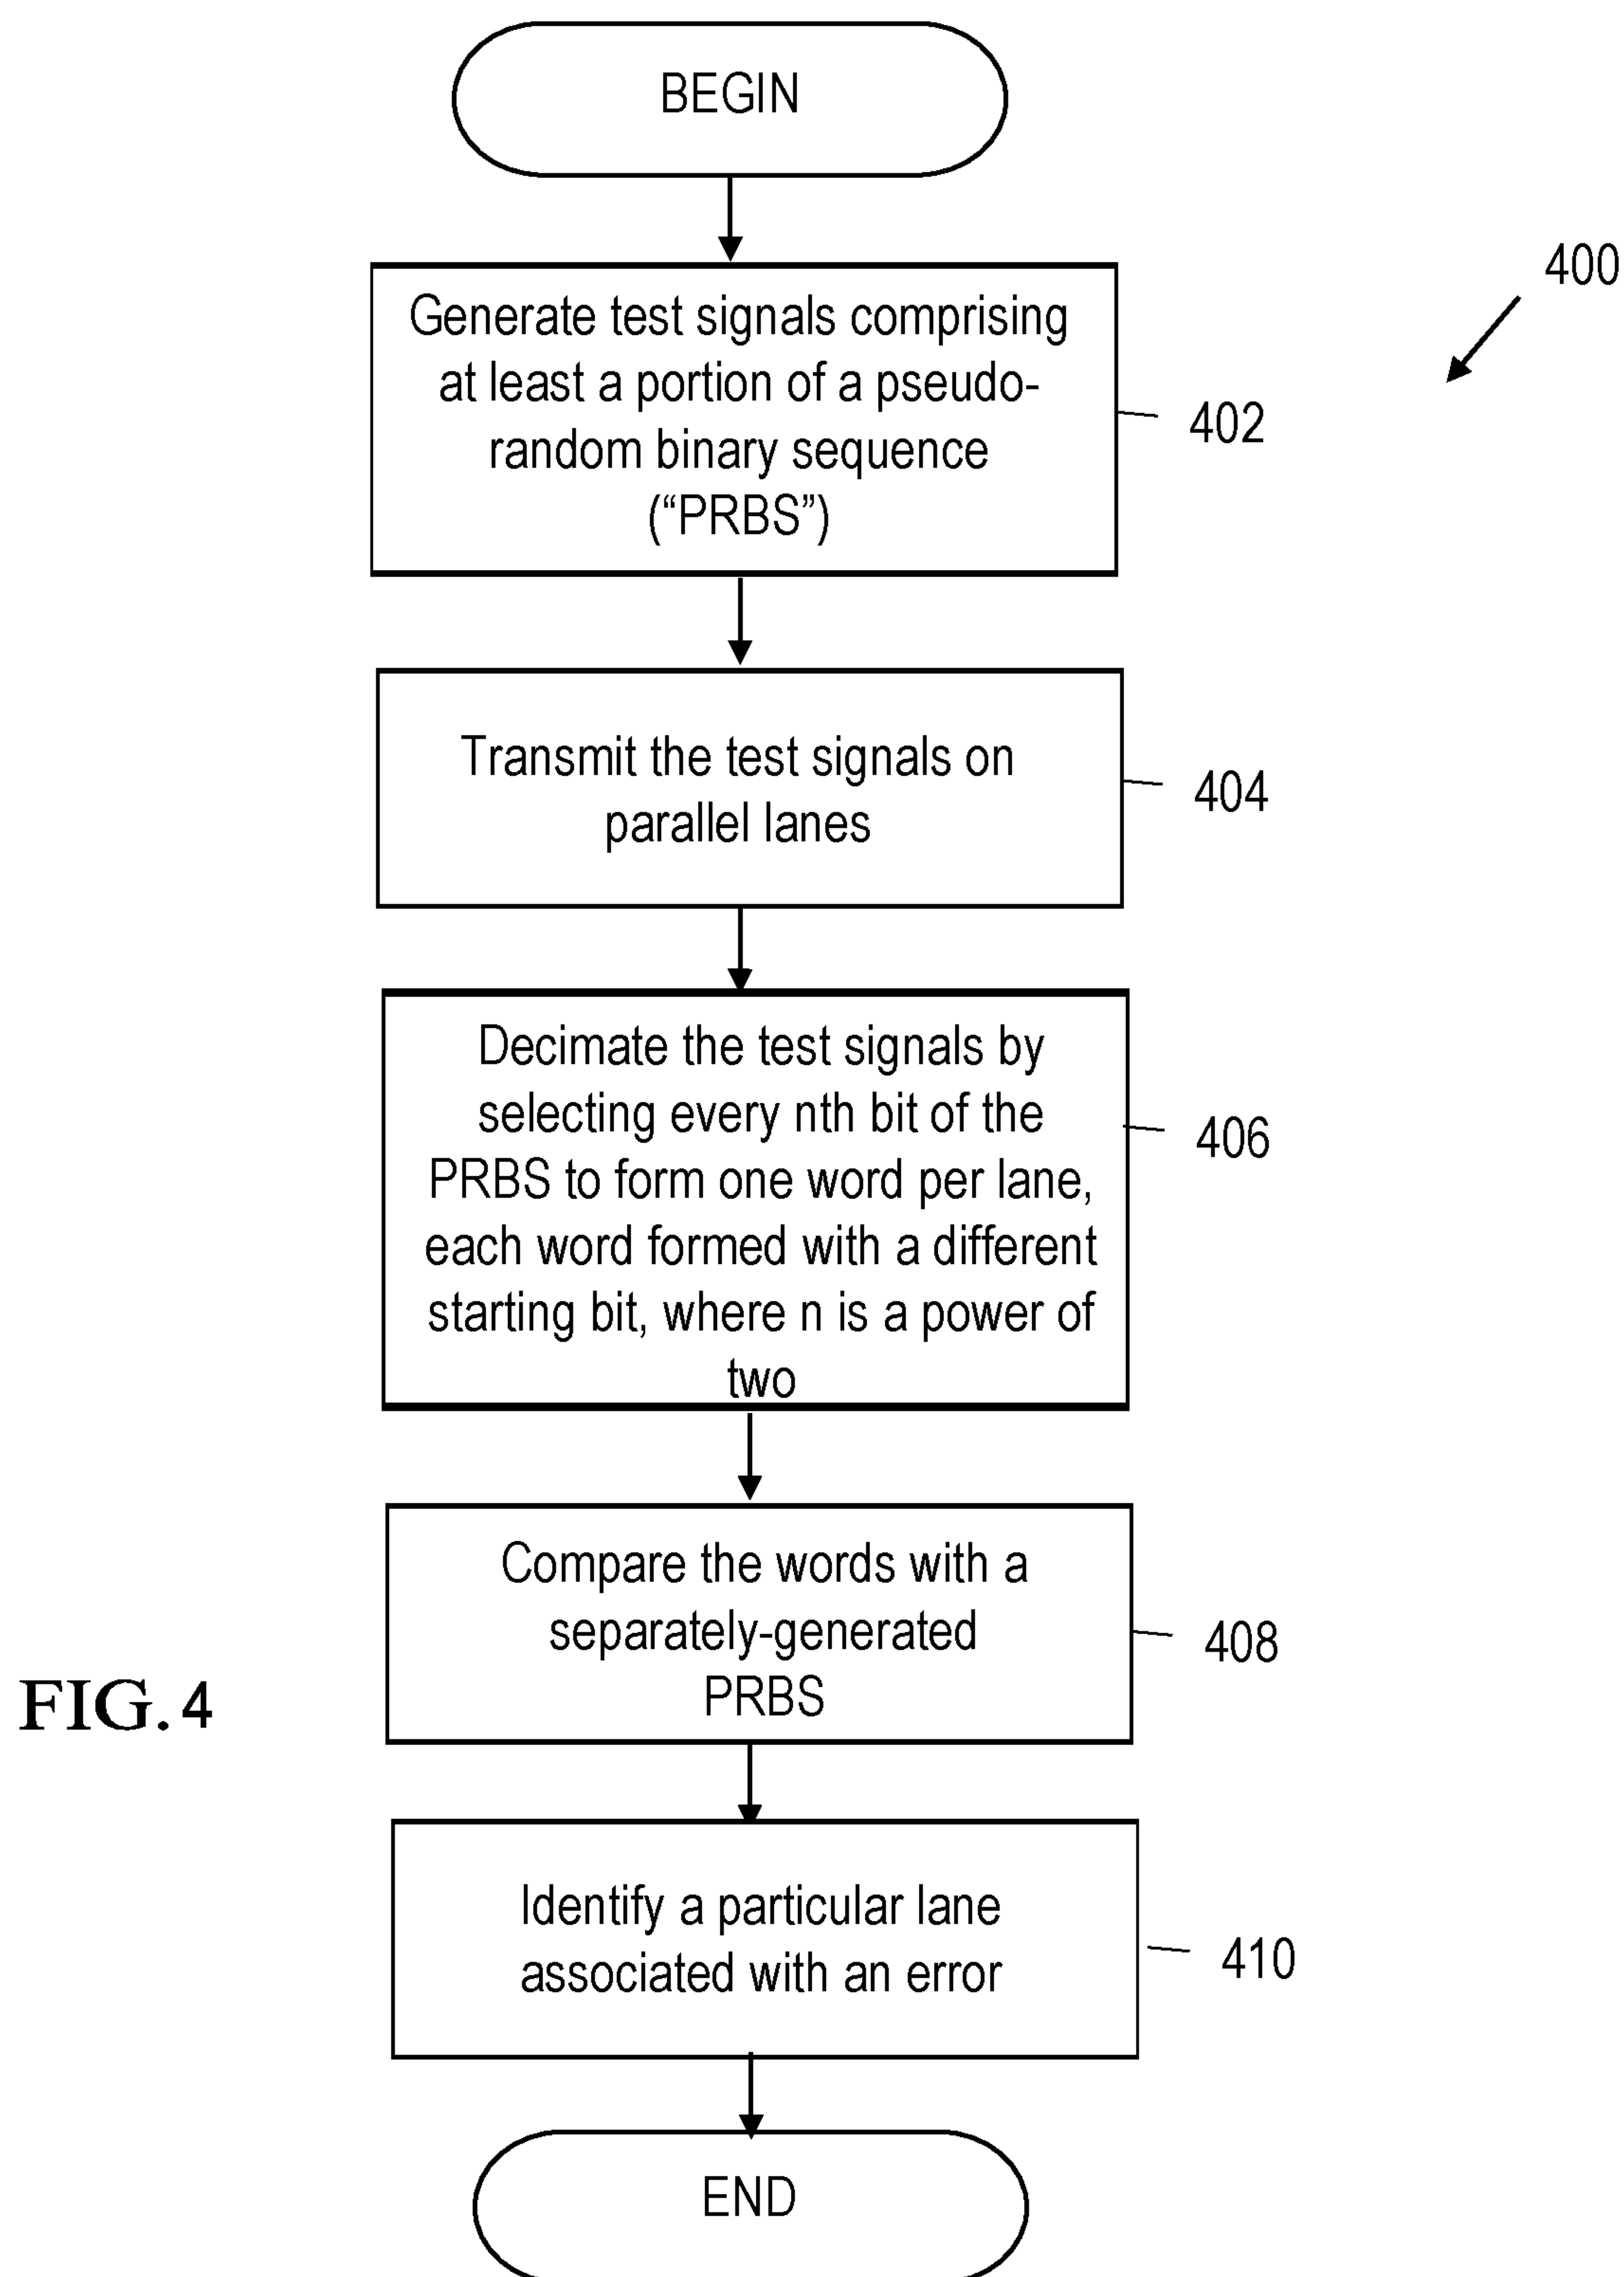 BEGIN
400
Generate test signals comprising
at least a portion of a pseudo-
random binary sequence
(“PRBS”)
402
Transmit the test signals on
parallel lanes
404
Decimate the test signals by
selecting every nth bit of the
PRBS to form one word per lane,
each word formed with a different
starting bit, where n is a power of
two
406
Compare the words with a
separately-generated
PRBS
408
FIG. 4
Identify a particular lane
associated with an error
410
END